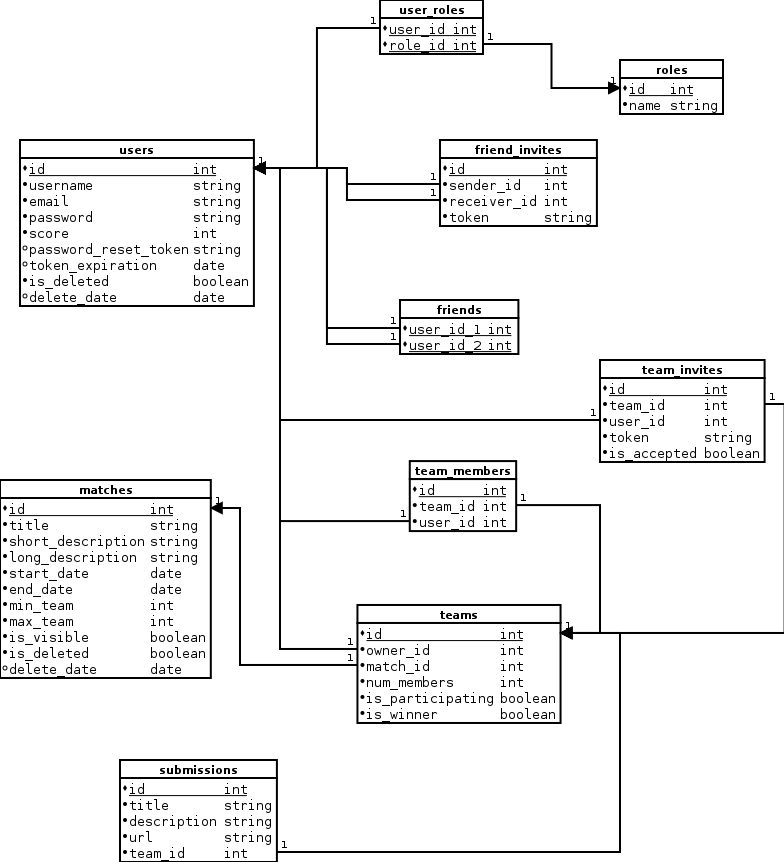 user_roles
user_id int
role_id int
1
1
roles
id int
name string
1
users
id int
username string
email string
password string
score int
password_reset_token string
token_expiration date
is_deleted boolean
delete_date date
1
friend_invites
id int
sender_id int
receiver_id int
token string
1
1
friends
user_id_1 int
user_id_2 int
1
1
team_invites
id int
team_id int
user_id int
token string
is_accepted boolean
1
1
team_members
id int
team_id int
user_id int
1
1
matches
id int
title string
short_description string
long_description string
start_date date
end_date date
min_team int
max_team int
is_visible boolean
is_deleted boolean
delete_date date
1
teams
id int
owner_id int
match_id int
num_members int
is_participating boolean
is_winner boolean
1
1
1
submissions
id int
title string
description string
url string
team_id int
1